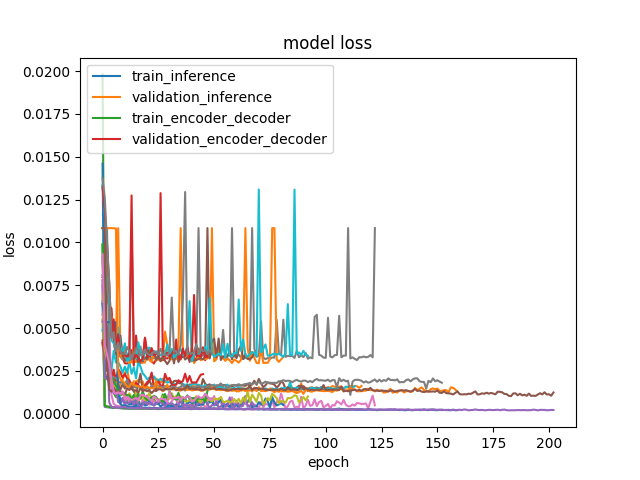 model loss
0.0200
0.0175
0.0150
0.0125
0.0100
0.0075
0.0050
0.0025
0.0000
loss
train_inference
validation_inference
train_encoder_decoder
validation_encoder_decoder
0 25 50 75 100 125 150 175 200
epoch